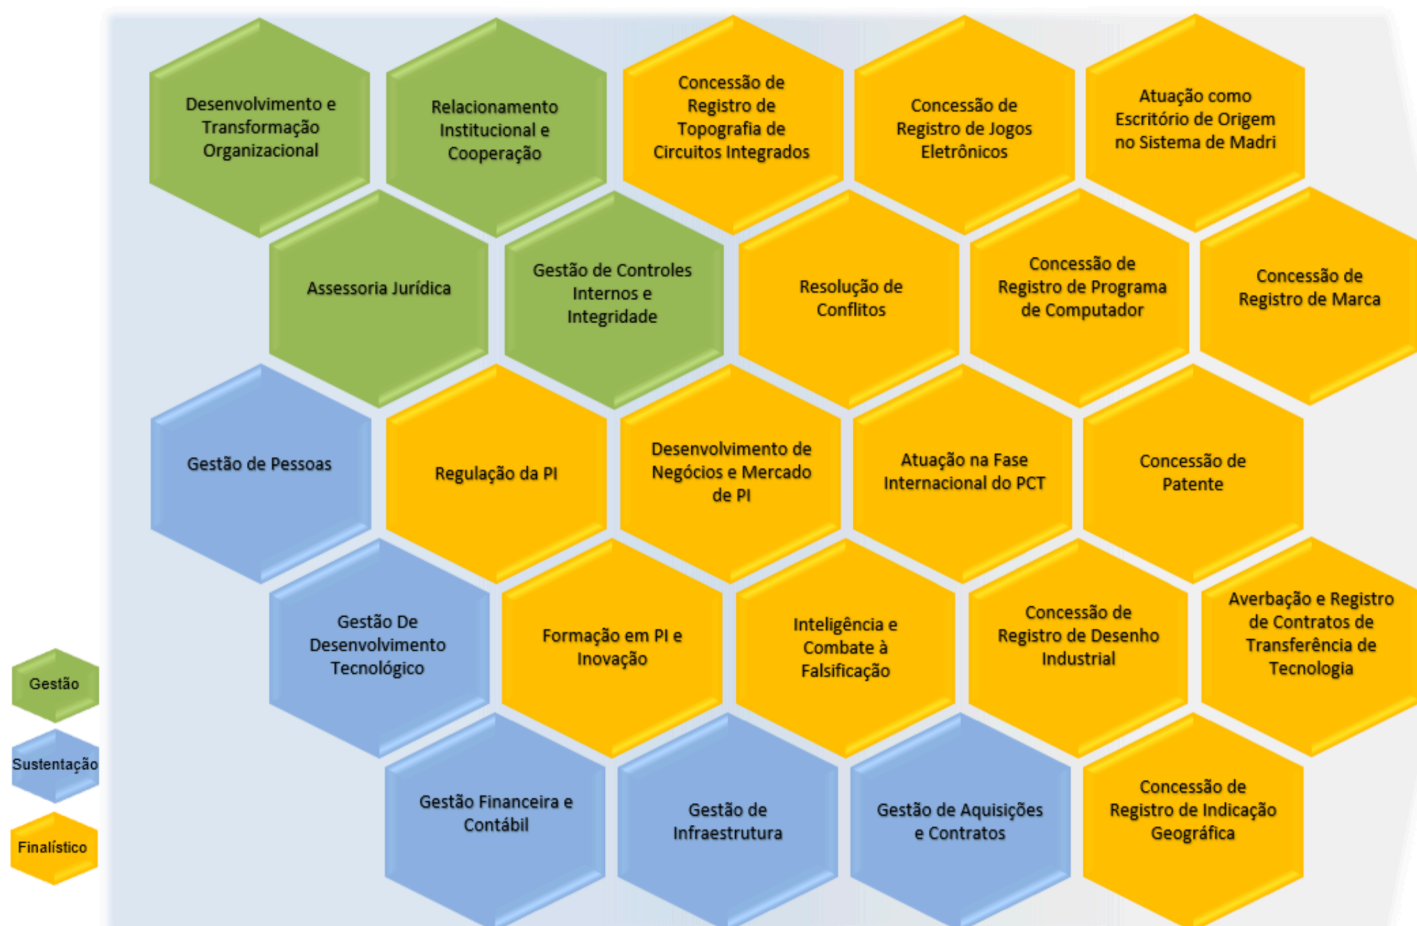 Desenvolvimento e
Transformação
Organizacional
Relacionamento
Institucional e
Cooperação
Concessão de
Registro de
Topografia de
Circuitos Integrados
Concessão de
Registro de Jogos
Eletrônicos
Atuação como
Escritório de Origem
no Sistema de Madri
Assessoria Jurídica
Gestão de Controles
Internos e
Integridade
Resolução de
Conflitos
Concessão de
Registro de Programa
de Computador
Concessão de
Registro de Marca
Gestão de Pessoas
Regulação da PI
Desenvolvimento de
Negócios e Mercado
de PI
Atuação na Fase
Internacional do PCT
Concessão de
Patente
Gestão De
Desenvolvimento
Tecnológico
Formação em PI e
Inovação
Inteligência e
Combate à
Falsificação
Concessão de
Registro de Desenho
Industrial
Averbação e Registro
de Contratos de
Transferência de
Tecnologia
Gestão Financeira e
Contábil
Gestão de
Infraestrutura
Gestão de Aquisições
e Contratos
Concessão de
Registro de Indicação
Geográfica
Gestão
Sustentação
Finalístico